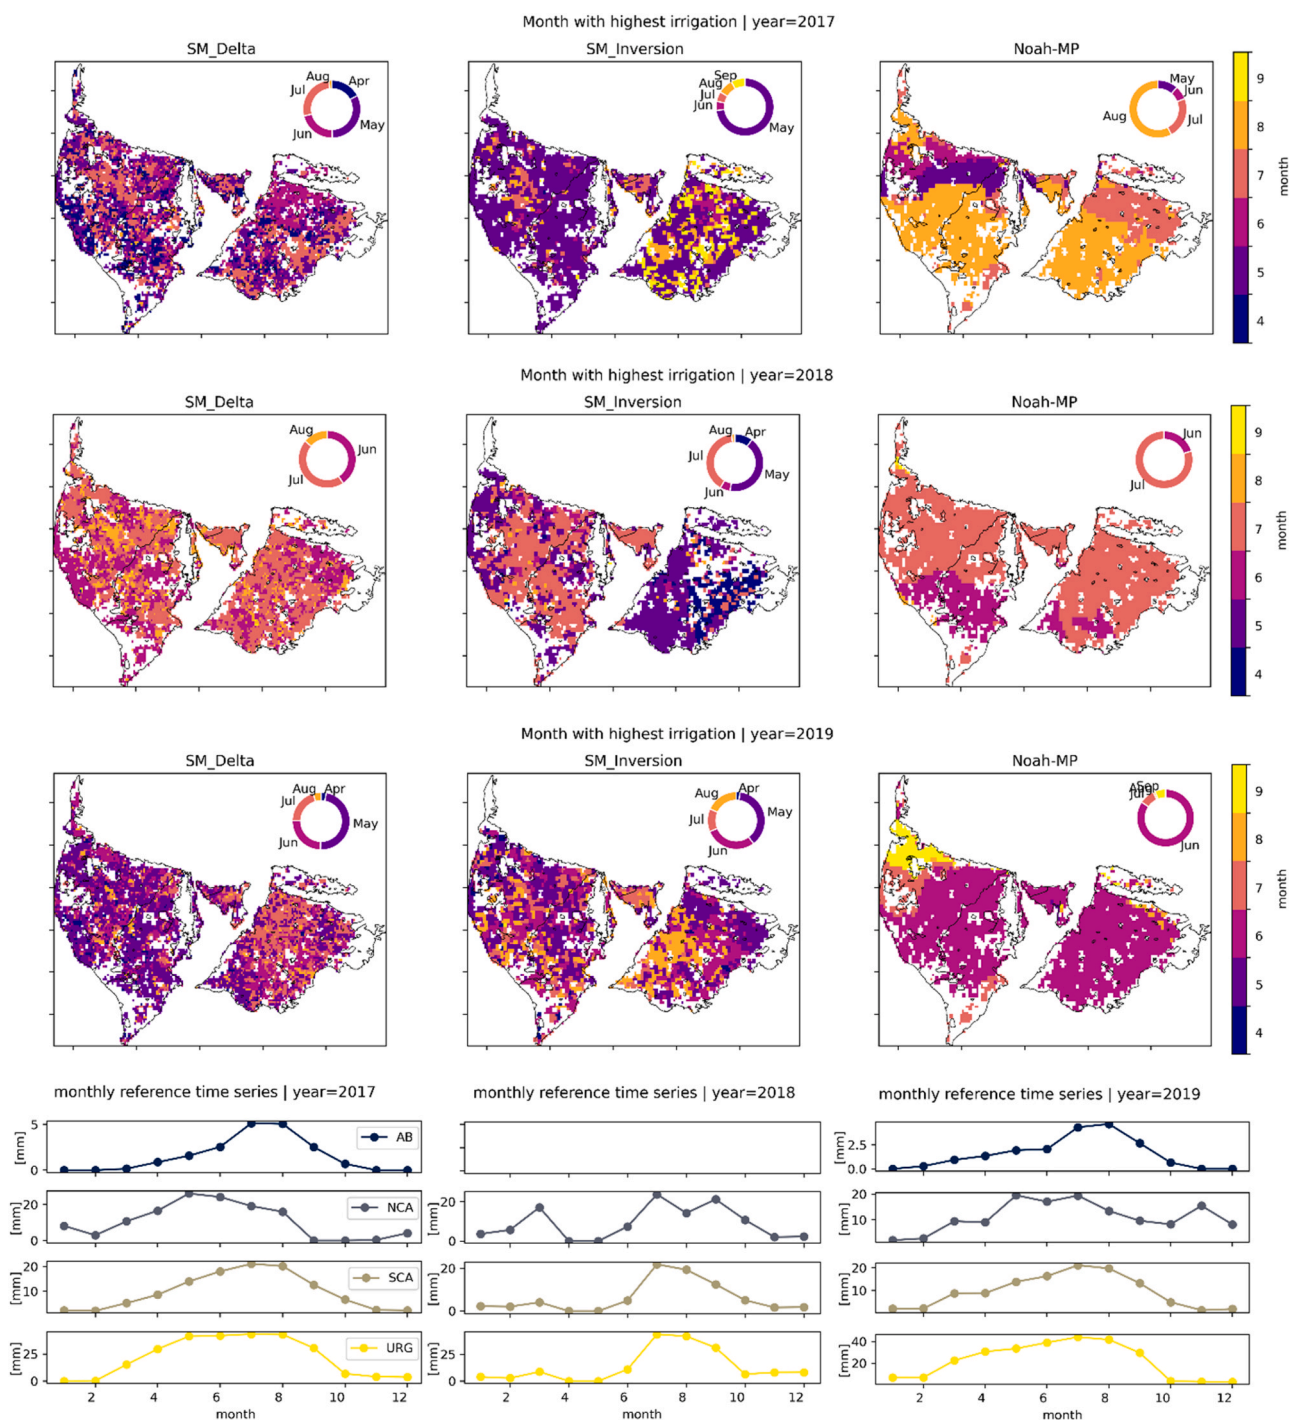 Month with highest irrigation | year=2017
SM_Delta SM_Inversion Noah-MP
Aug Apr Jul Jun May
Sep Aug Jul Jun May
May Jun Aug Jul
9
8
7
6
5
4
month
Month with highest irrigation | year=2018
SM_Delta SM_Inversion Noah-MP
Aug Jun Jul
Aug Apr Jul May Jun
Jun Jul
9
8
7
6
5
4
month
Month with highest irrigation | year=2019
SM_Delta SM_Inversion Noah-MP
Aug Apr Jul May Jun
Aug Apr May Jul Jun
Sep Jul Jun
9
8
7
6
5
4
month
monthly reference time series | year=2017 monthly reference time series | year=2018 monthly reference time series | year=2019
[mm] 5 0 AB
[mm] 2.5 0.0
[mm] 20 0 NCA
[mm] 20 0
[mm] 20 10
[mm] 20 10 SCA
[mm] 20 0
[mm] 20 10
[mm] 25 0 URG
[mm] 25 0
[mm] 40 20
2 4 6 8 10 12 2 4 6 8 10 12 2 4 6 8 10 12
month month month